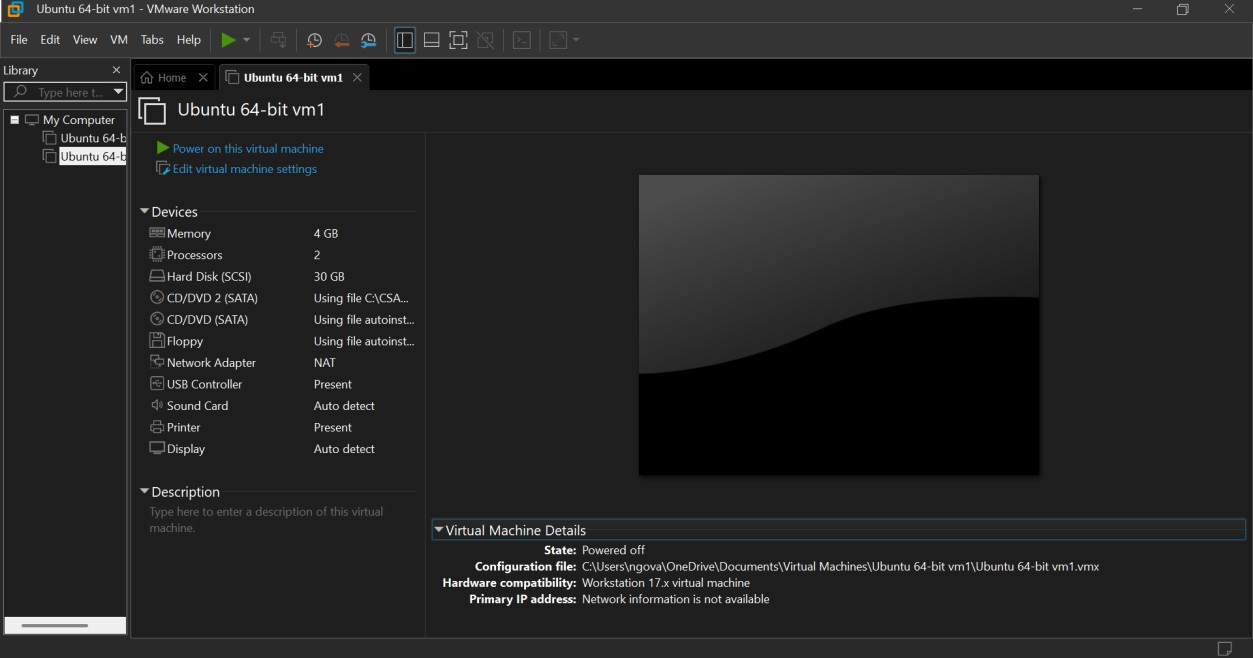 Ubuntu 64-bit vm1 - VMware Workstation
File Edit View VM Tabs Help
Library
Type here t...
My Computer
Ubuntu 64-b
Ubuntu 64-b
Home
Ubuntu 64-bit vm1
Ubuntu 64-bit vm1
Power on this virtual machine
Edit virtual machine settings
Devices
Memory 4 GB
Processors 2
Hard Disk (SCSI) 30 GB
CD/DVD 2 (SATA) Using file C:\CSA...
CD/DVD (SATA) Using file autoinst...
Floppy Using file autoinst...
Network Adapter NAT
USB Controller Present
Sound Card Auto detect
Printer Present
Display Auto detect
Description
Type here to enter a description of this virtual
machine.
Virtual Machine Details
State: Powered off
Configuration file: C:\Users\ngova\OneDrive\Documents\Virtual Machines\Ubuntu 64-bit vm1\Ubuntu 64-bit vm1.vmx
Hardware compatibility: Workstation 17.x virtual machine
Primary IP address: Network information is not available